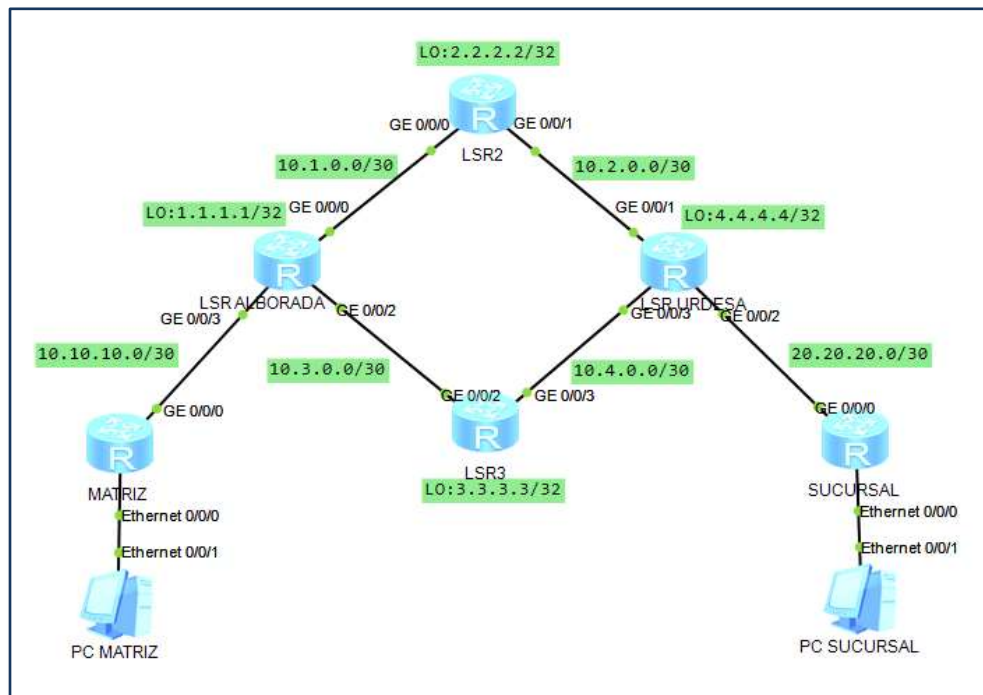 LO:2.2.2.2/32
GE 0/0/0
GE 0/0/1
R
LSR2
10.1.0.0/30
10.2.0.0/30
LO:1.1.1.1/32
GE 0/0/0
GE 0/0/1
LO:4.4.4.4/32
R
R
LSR ALBORADA
LSR URDESA
GE 0/0/3
GE 0/0/2
GE 0/0/3
GE 0/0/2
10.10.10.0/30
10.3.0.0/30
10.4.0.0/30
20.20.20.0/30
GE 0/0/0
GE 0/0/2
GE 0/0/3
GE 0/0/0
R
R
R
MATRIZ
LSR3
SUCURSAL
LO:3.3.3.3/32
Ethernet 0/0/0
Ethernet 0/0/0
Ethernet 0/0/1
Ethernet 0/0/1
PC MATRIZ
PC SUCURSAL